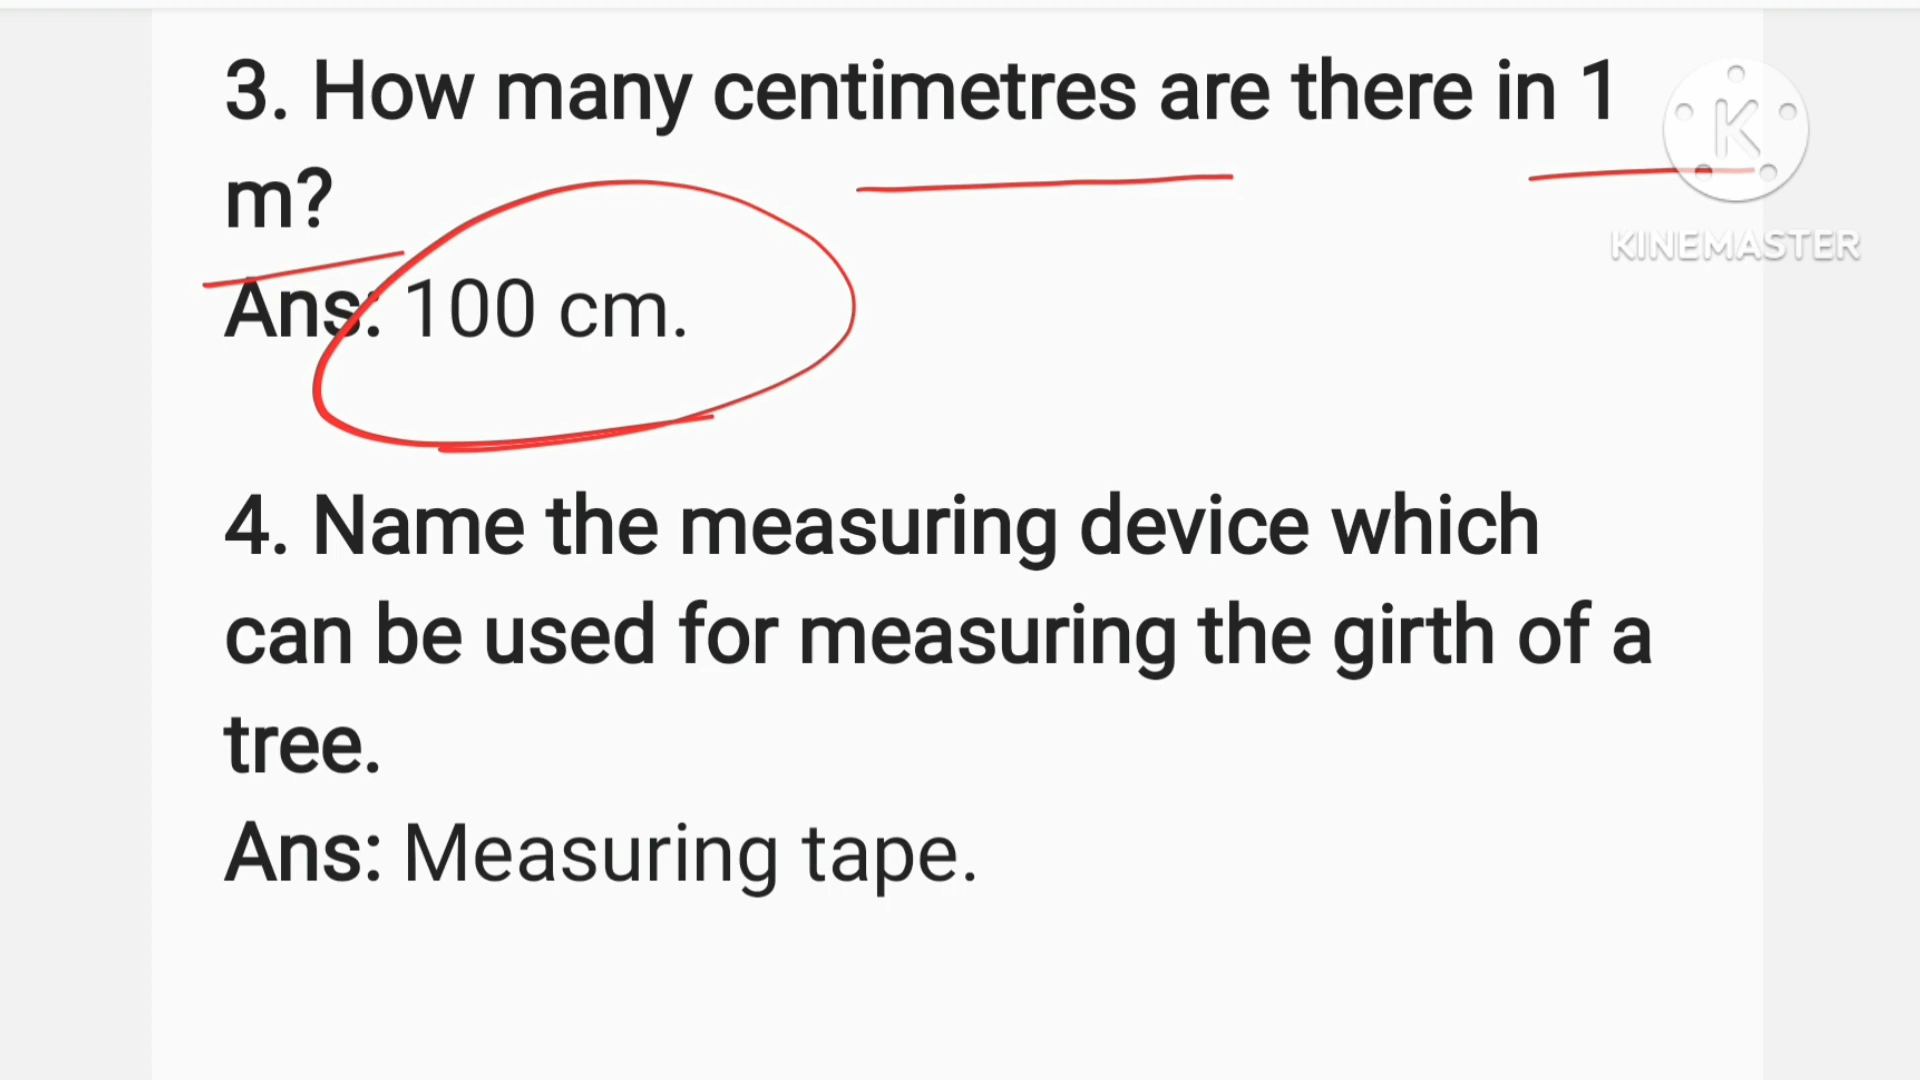 3. How many centimetres are there in 1
m?
Ans: 100 cm.
4. Name the measuring device which
can be used for measuring the girth of a
tree.
Ans: Measuring tape.
K
KINEMASTER